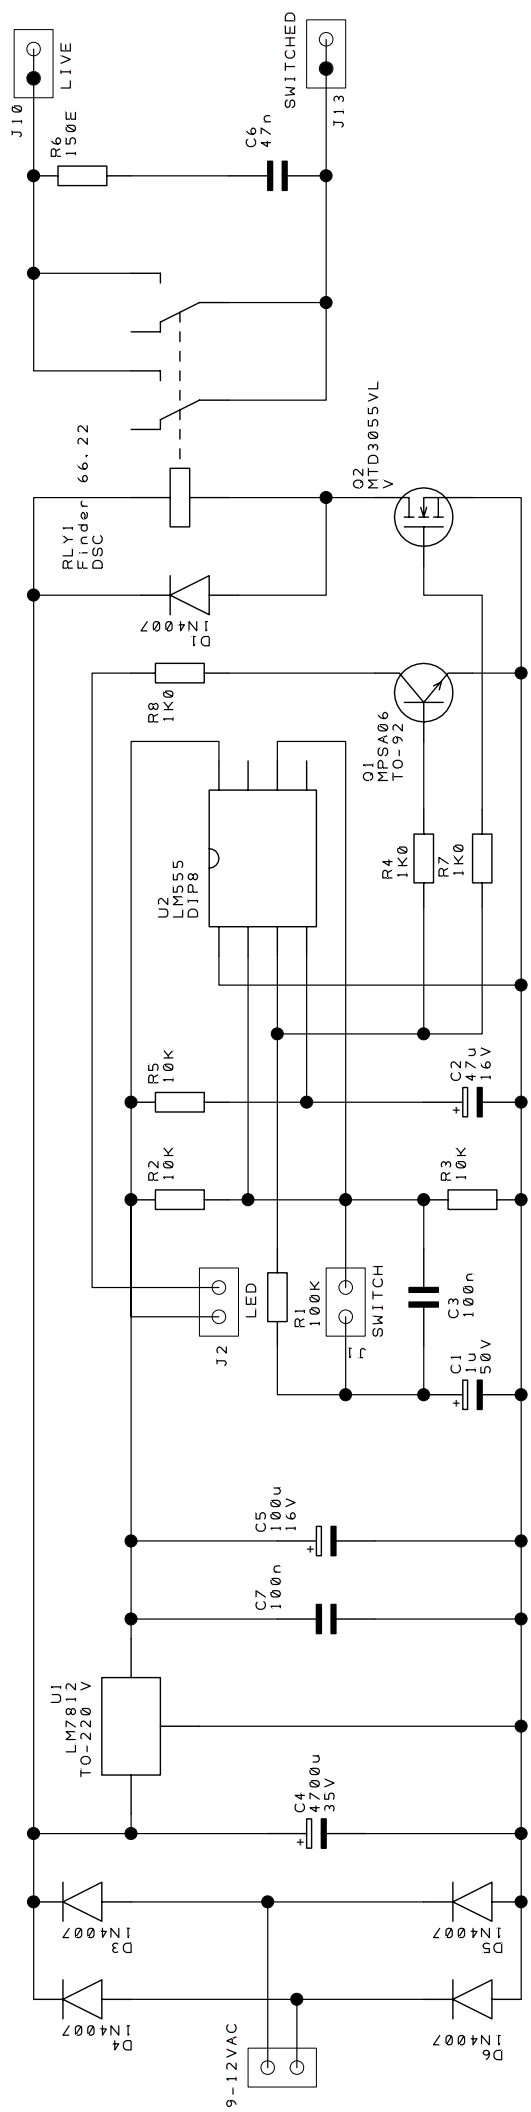 9-12VAC
D4
1N4007
D6
1N4007
D3
1N4007
D5
1N4007
C4
4700u
35V
U1
LM7812
TO-220 V
C7
100n
C5
100u
16V
J2
LED
R1
100K
J1
SWITCH
C1
1u
50V
C3
100n
R2
10K
R3
10K
R5
10K
C2
47u
16V
U2
LM555
DIP8
R4
1K0
R7
1K0
R8
1K0
Q1
MPSA06
TO-92
D1
1N4007
RLY1
Finder 66.22
DSC
Q2
MTD3055VL
V
R6
150E
C6
47n
J10
LIVE
SWITCHED
J13
+
+
+
+